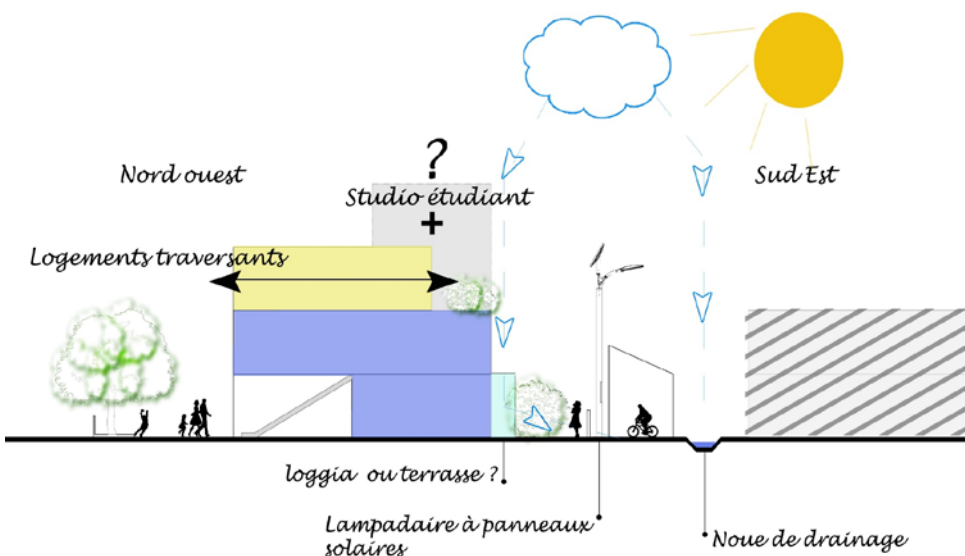 Nord ouest
?
Sud Est
Studio étudiant
+
Logements traversants
loggia ou terrasse ?
Lampadaire à panneaux
solaires
Noue de drainage